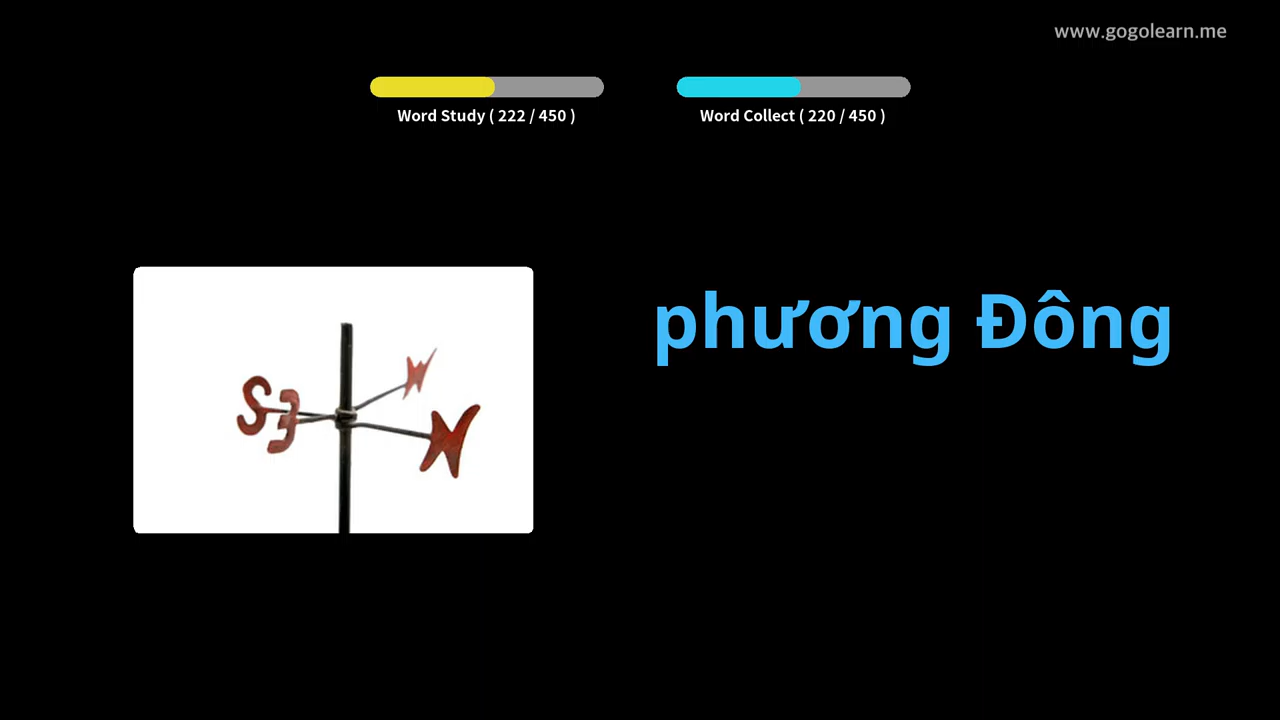 www.gogolearn.me
Word Study ( 222 / 450 )
Word Collect ( 220 / 450 )
phương Đông
S
E
N